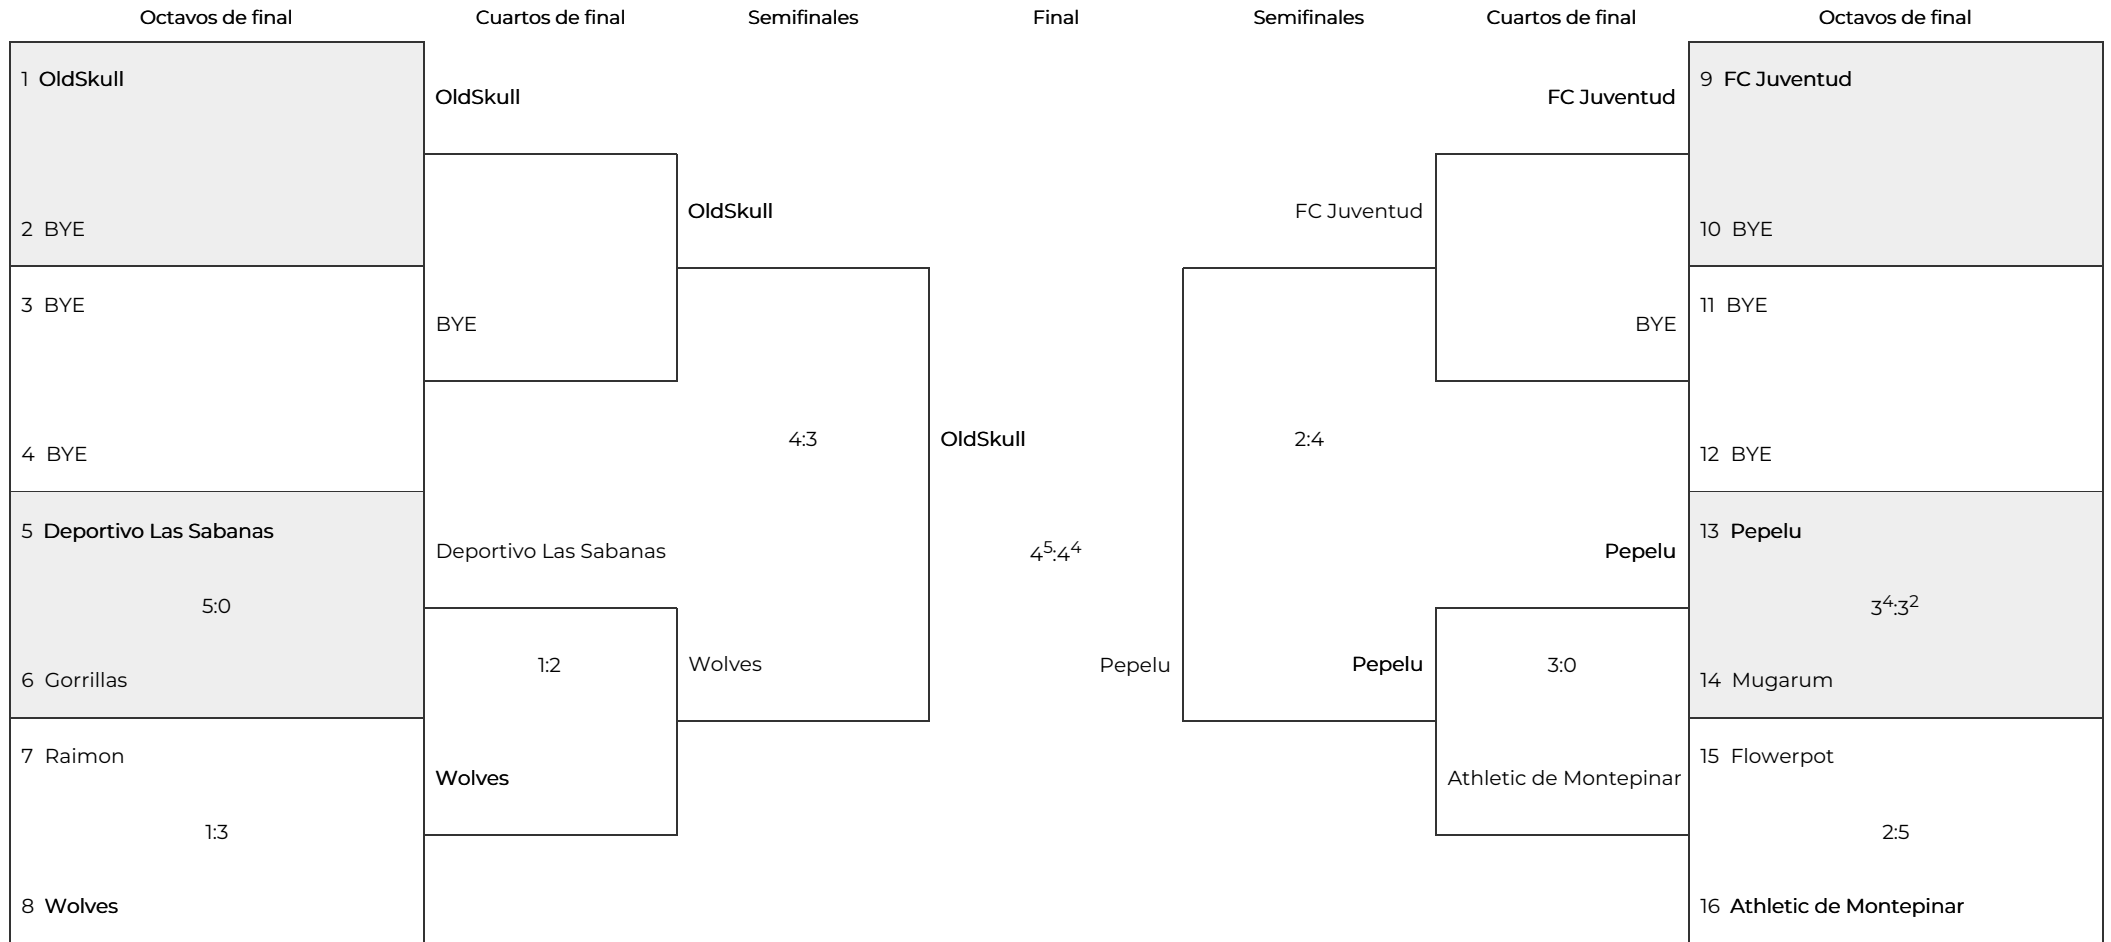 Octavos de final
Cuartos de final
Semifinales
Final
Semifinales
Cuartos de final
Octavos de final
1 OldSkull
2 BYE
3 BYE
4 BYE
5 Deportivo Las Sabanas
5:0
6 Gorrillas
7 Raimon
1:3
8 Wolves
OldSkull
BYE
Deportivo Las Sabanas
1:2
Wolves
OldSkull
4:3
Wolves
OldSkull
4⁵:4⁴
Pepelu
FC Juventud
2:4
Pepelu
FC Juventud
BYE
Pepelu
3:0
Athletic de Montepinar
9 FC Juventud
10 BYE
11 BYE
12 BYE
13 Pepelu
3⁴:3²
14 Mugarum
15 Flowerpot
2:5
16 Athletic de Montepinar